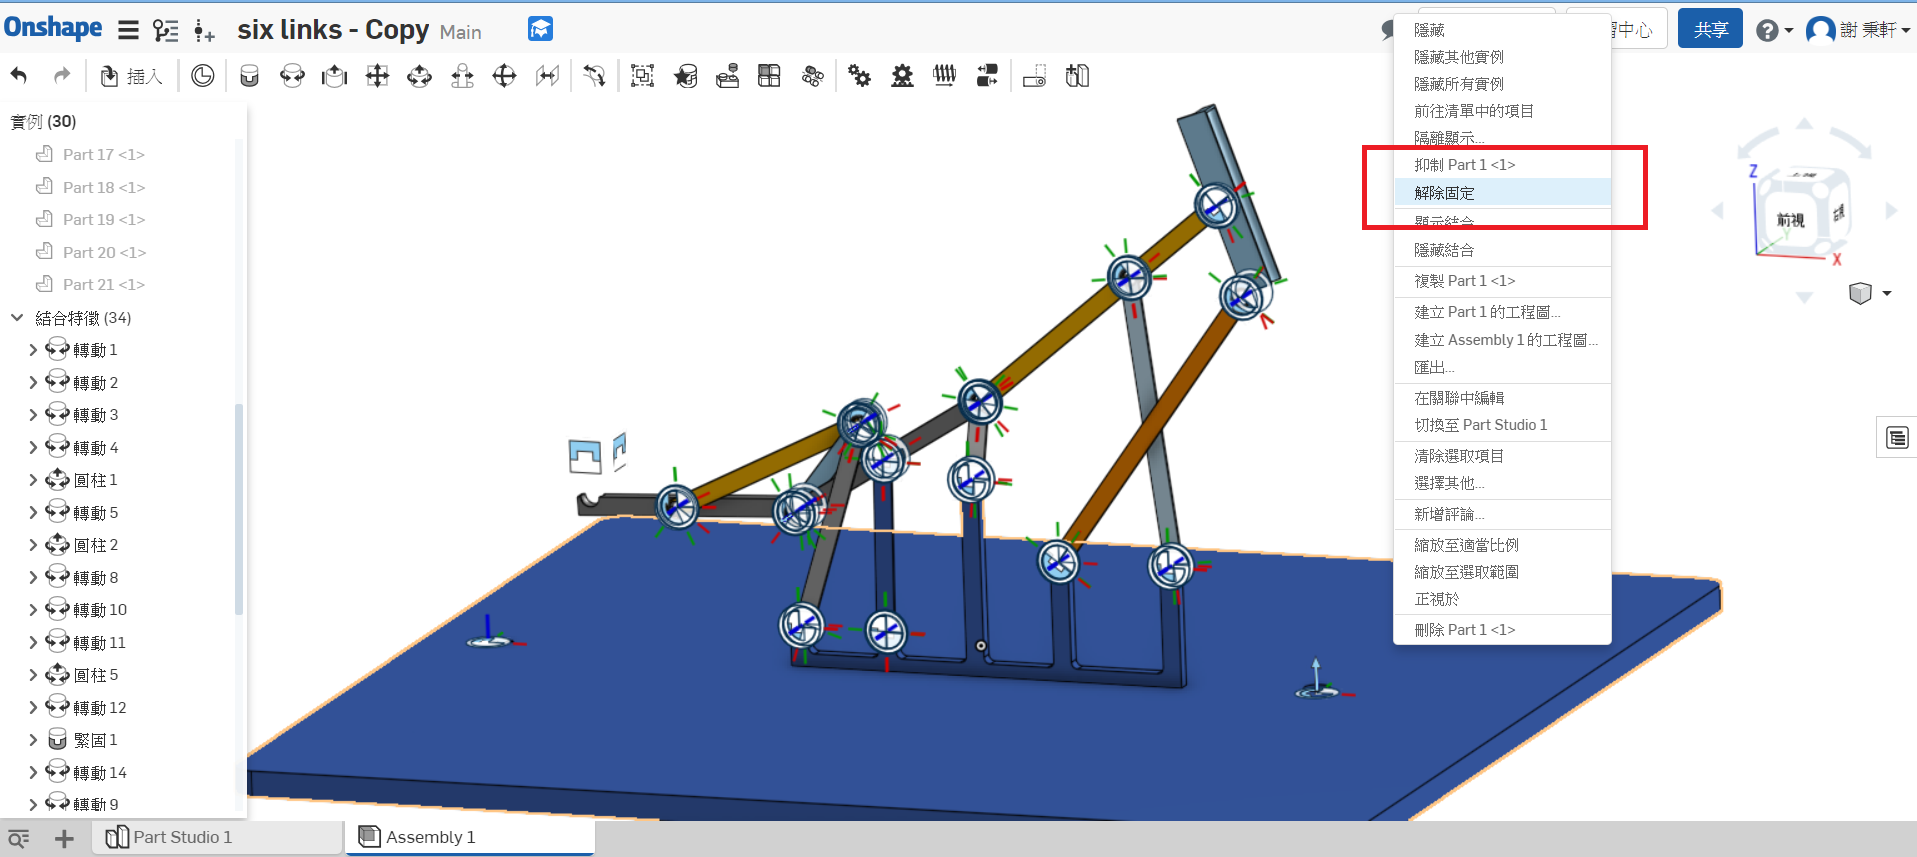 Onshape
six links - Copy Main
習中心
共享
謝 秉軒
插入
實例 (30)
Part 17 <1>
Part 18 <1>
Part 19 <1>
Part 20 <1>
Part 21 <1>
結合特徵 (34)
轉動 1
轉動 2
轉動 3
轉動 4
圓柱 1
轉動 5
圓柱 2
轉動 8
轉動 10
轉動 11
圓柱 5
轉動 12
緊固 1
轉動 14
轉動 9
隱藏
隱藏其他實例
隱藏所有實例
前往清單中的項目
隔離顯示...
抑制 Part 1 <1>
解除固定
顯示結合
隱藏結合
複製 Part 1 <1>
建立 Part 1 的工程圖...
建立 Assembly 1 的工程圖...
匯出...
在關聯中編輯
切換至 Part Studio 1
清除選取項目
選擇其他...
新增評論...
縮放至適當比例
縮放至選取範圍
正視於
刪除 Part 1 <1>
Z
上視
前視
右視
Y
X
Part Studio 1
Assembly 1